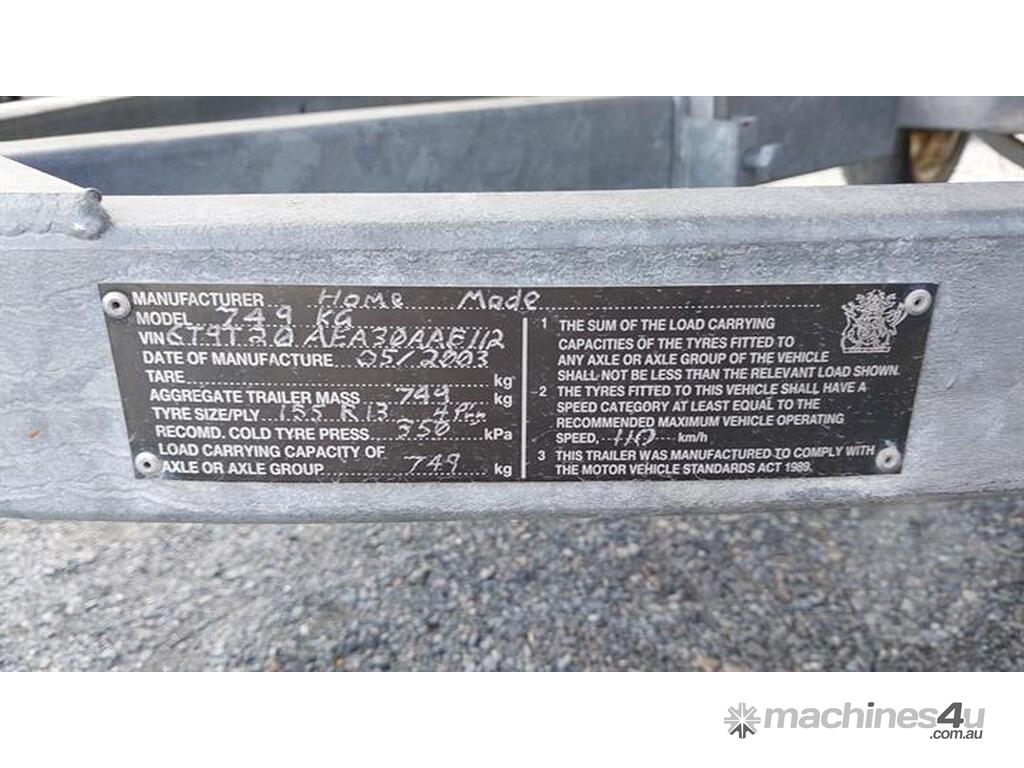 MANUFACTURER Home Made
MODEL 749 KG
VIN 6T9T20AEA30AAE112
DATE OF MANUFACTURE 05/2003
TARE kg
AGGREGATE TRAILER MASS 749 kg
TYRE SIZE/PLY 155 R13 4 Ply
RECOMD. COLD TYRE PRESS. 350 kPa
LOAD CARRYING CAPACITY OF
AXLE OR AXLE GROUP 749 kg
1 THE SUM OF THE LOAD CARRYING
CAPACITIES OF THE TYRES FITTED TO
ANY AXLE OR AXLE GROUP OF THE VEHICLE
SHALL NOT BE LESS THAN THE RELEVANT LOAD SHOWN.
2 THE TYRES FITTED TO THIS VEHICLE SHALL HAVE A
SPEED CATEGORY AT LEAST EQUAL TO THE
RECOMMENDED MAXIMUM VEHICLE OPERATING
SPEED, 110 km/h
3 THIS TRAILER WAS MANUFACTURED TO COMPLY WITH
THE MOTOR VEHICLE STANDARDS ACT 1989.
machines4u
.com.au